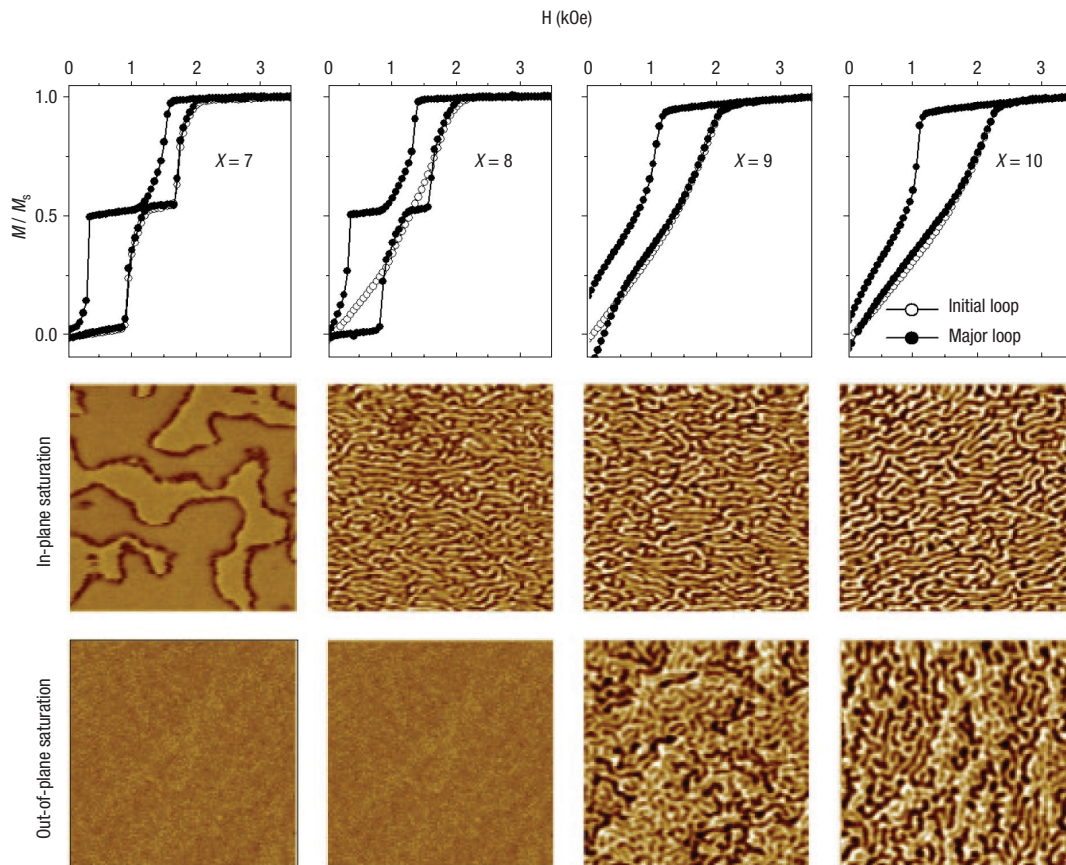 H (kOe)
0 1 2 3 0 1 2 3 0 1 2 3 0 1 2 3
1.0
X = 7 X = 8 X = 9 X = 10
M / Ms
0.5
Initial loop
0.0
Major loop
In-plane saturation
Out-of-plane saturation